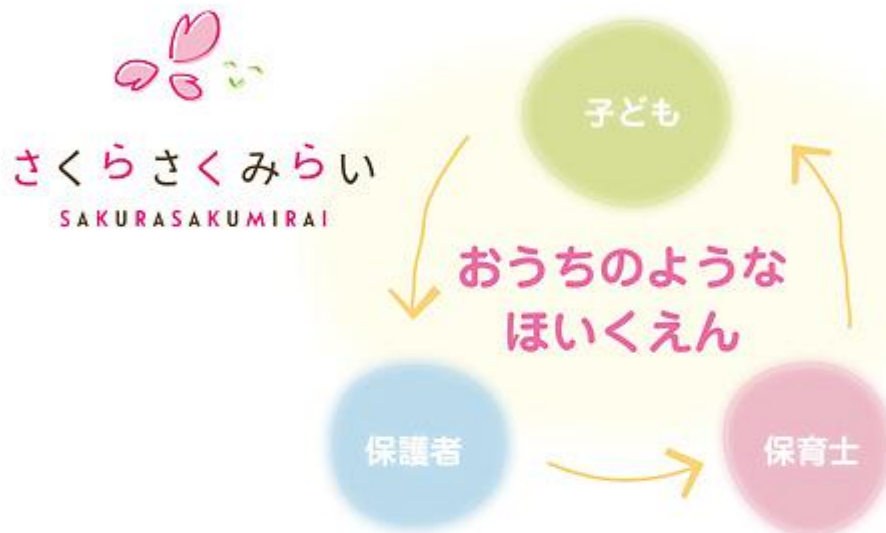 さくらさくみらい
SAKURASAKUMIRAI
子ども
おうちのような
ほいくえん
保護者
保育士